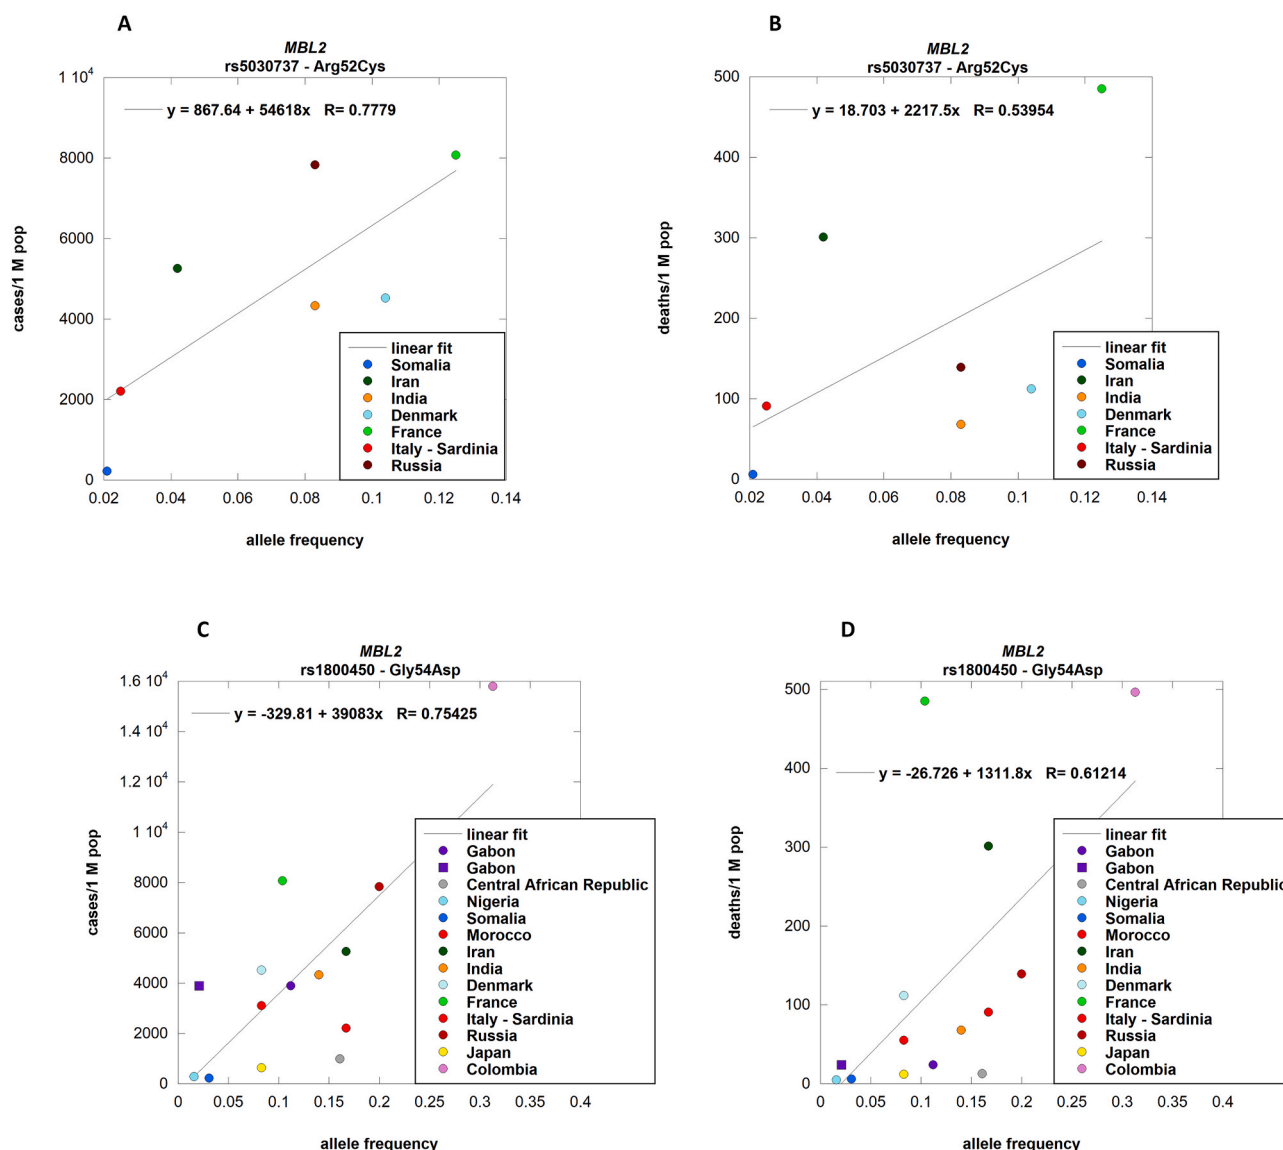 A
MBL2
rs5030737 - Arg52Cys
1 10⁴
y = 867.64 + 54618x R= 0.7779
8000
6000
4000
2000
0
cases/1 M pop
linear fit
Somalia
Iran
India
Denmark
France
Italy - Sardinia
Russia
0.02 0.04 0.06 0.08 0.1 0.12 0.14
allele frequency
B
MBL2
rs5030737 - Arg52Cys
500
y = 18.703 + 2217.5x R= 0.53954
400
300
200
100
0
deaths/1 M pop
linear fit
Somalia
Iran
India
Denmark
France
Italy - Sardinia
Russia
0.02 0.04 0.06 0.08 0.1 0.12 0.14
allele frequency
C
MBL2
rs1800450 - Gly54Asp
1.6 10⁴
y = -329.81 + 39083x R= 0.75425
1.4 10⁴
1.2 10⁴
1 10⁴
8000
6000
4000
2000
0
cases/1 M pop
linear fit
Gabon
Gabon
Central African Republic
Nigeria
Somalia
Morocco
Iran
India
Denmark
France
Italy - Sardinia
Russia
Japan
Colombia
0 0.05 0.1 0.15 0.2 0.25 0.3 0.35 0.4
allele frequency
D
MBL2
rs1800450 - Gly54Asp
500
y = -26.726 + 1311.8x R= 0.61214
400
300
200
100
0
deaths/1 M pop
linear fit
Gabon
Gabon
Central African Republic
Nigeria
Somalia
Morocco
Iran
India
Denmark
France
Italy - Sardinia
Russia
Japan
Colombia
0 0.05 0.1 0.15 0.2 0.25 0.3 0.35 0.4
allele frequency